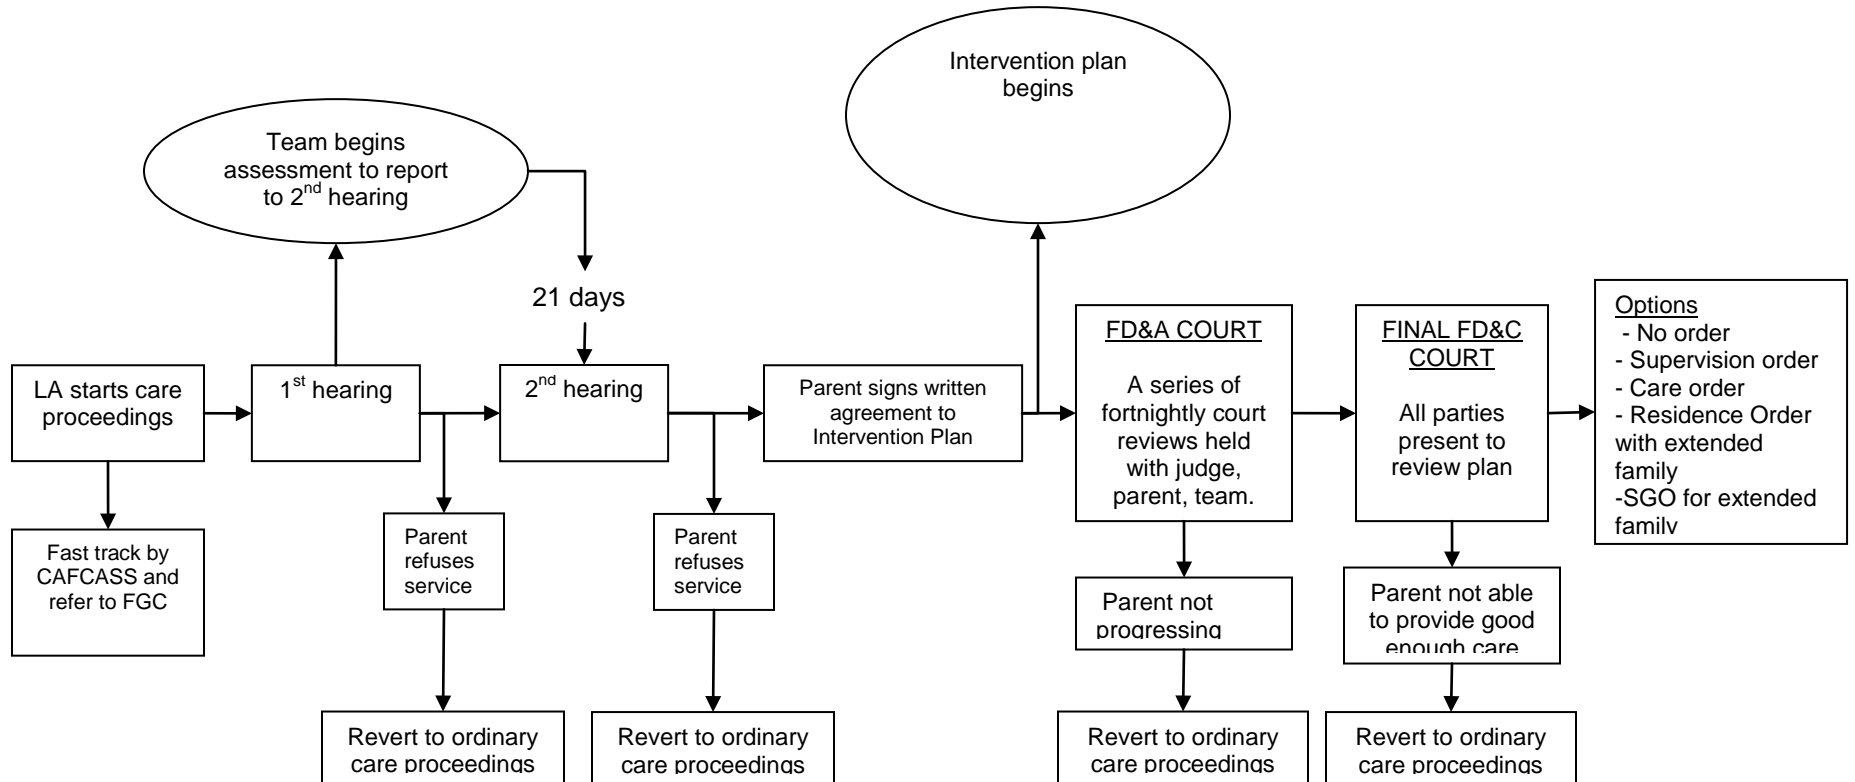 Intervention plan
begins
Team begins
assessment to report
to 2nd hearing
21 days
LA starts care
proceedings
1st hearing
2nd hearing
Parent signs written
agreement to
Intervention Plan
FD&A COURT
A series of
fortnightly court
reviews held
with judge,
parent, team.
FINAL FD&C
COURT
All parties
present to
review plan
Options
- No order
- Supervision order
- Care order
- Residence Order
with extended
family
-SGO for extended
family
Fast track by
CAFCASS and
refer to FGC
Parent
refuses
service
Parent
refuses
service
Parent not
progressing
Parent not able
to provide good
enough care
Revert to ordinary
care proceedings
Revert to ordinary
care proceedings
Revert to ordinary
care proceedings
Revert to ordinary
care proceedings